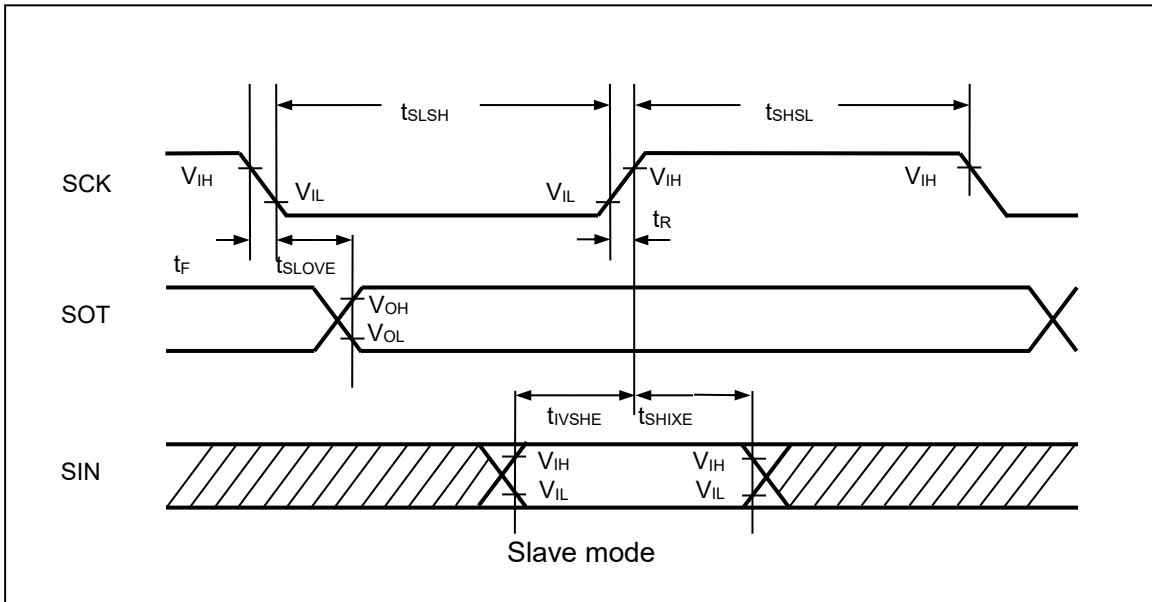 tSLSH
tSHSL
SCK
VIH
VIL
VIL
VIH
VIH
tR
tF
tSLOVE
SOT
VOH
VOL
tIVSHE
tSHIXE
SIN
VIH
VIH
VIL
VIL
Slave mode